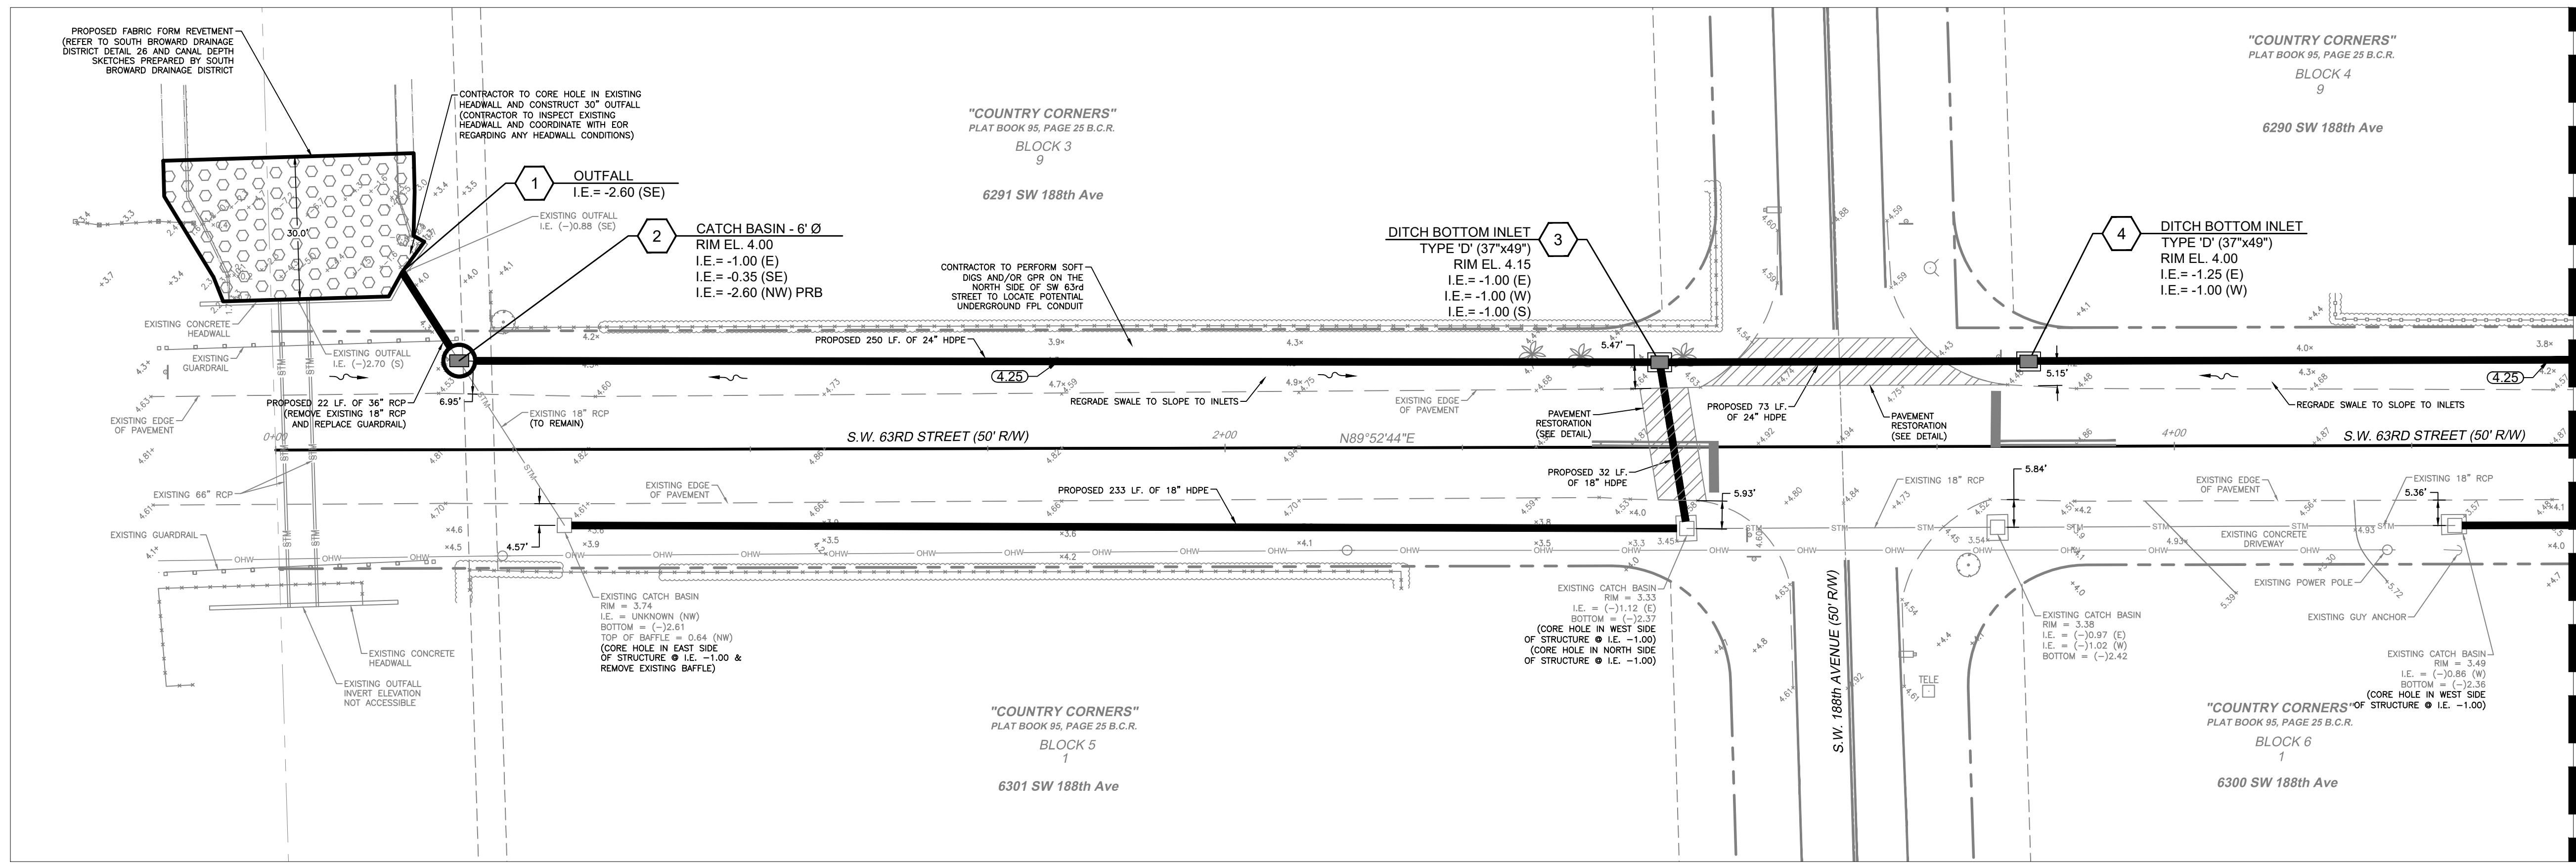 PROPOSED FABRIC FORM REVETMENT
(REFER TO SOUTH BROWARD DRAINAGE
DISTRICT DETAIL 26 AND CANAL DEPTH
SKETCHES PREPARED BY SOUTH
BROWARD DRAINAGE DISTRICT)
CONTRACTOR TO CORE HOLE IN EXISTING
HEADWALL AND CONSTRUCT 30" OUTFALL
(CONTRACTOR TO INSPECT EXISTING
HEADWALL AND COORDINATE WITH EOR
REGARDING ANY HEADWALL CONDITIONS)
1
OUTFALL
I.E.= -2.60 (SE)
EXISTING OUTFALL
I.E. (-)0.88 (SE)
2
CATCH BASIN - 6' Ø
RIM EL. 4.00
I.E.= -1.00 (E)
I.E.= -0.35 (SE)
I.E.= -2.60 (NW) PRB
30.0'
"COUNTRY CORNERS"
PLAT BOOK 95, PAGE 25 B.C.R.
BLOCK 3
9
6291 SW 188th Ave
CONTRACTOR TO PERFORM SOFT
DIGS AND/OR GPR ON THE
NORTH SIDE OF SW 63rd
STREET TO LOCATE POTENTIAL
UNDERGROUND FPL CONDUIT
DITCH BOTTOM INLET
3
TYPE 'D' (37"x49")
RIM EL. 4.15
I.E.= -1.00 (E)
I.E.= -1.00 (W)
I.E.= -1.00 (S)
4
DITCH BOTTOM INLET
TYPE 'D' (37"x49")
RIM EL. 4.00
I.E.= -1.25 (E)
I.E.= -1.00 (W)
"COUNTRY CORNERS"
PLAT BOOK 95, PAGE 25 B.C.R.
BLOCK 4
9
6290 SW 188th Ave
EXISTING CONCRETE
HEADWALL
EXISTING
GUARDRAIL
EXISTING OUTFALL
I.E. (-)2.70 (S)
PROPOSED 250 LF. OF 24" HDPE
4.25
5.47'
5.15'
4.25
PROPOSED 22 LF. OF 36" RCP
(REMOVE EXISTING 18" RCP
AND REPLACE GUARDRAIL)
6.95'
EXISTING 18" RCP
(TO REMAIN)
REGRADE SWALE TO SLOPE TO INLETS
EXISTING EDGE
OF PAVEMENT
PAVEMENT
RESTORATION
(SEE DETAIL)
PROPOSED 73 LF.
OF 24" HDPE
PAVEMENT
RESTORATION
(SEE DETAIL)
REGRADE SWALE TO SLOPE TO INLETS
EXISTING EDGE
OF PAVEMENT
0+00
S.W. 63RD STREET (50' R/W)
2+00
N89°52'44"E
4+00
S.W. 63RD STREET (50' R/W)
EXISTING 66" RCP
EXISTING EDGE
OF PAVEMENT
PROPOSED 233 LF. OF 18" HDPE
PROPOSED 32 LF.
OF 18" HDPE
5.93'
5.84'
EXISTING 18" RCP
EXISTING EDGE
OF PAVEMENT
EXISTING 18" RCP
5.36'
EXISTING GUARDRAIL
4.57'
EXISTING CONCRETE
DRIVEWAY
EXISTING POWER POLE
EXISTING GUY ANCHOR
EXISTING CATCH BASIN
RIM = 3.74
I.E. = UNKNOWN (NW)
BOTTOM = (-)2.61
TOP OF BAFFLE = 0.64 (NW)
(CORE HOLE IN EAST SIDE
OF STRUCTURE @ I.E. -1.00 &
REMOVE EXISTING BAFFLE)
EXISTING CONCRETE
HEADWALL
EXISTING OUTFALL
INVERT ELEVATION
NOT ACCESSIBLE
EXISTING CATCH BASIN
RIM = 3.33
I.E. = (-)1.12 (E)
BOTTOM = (-)2.37
(CORE HOLE IN WEST SIDE
OF STRUCTURE @ I.E. -1.00)
(CORE HOLE IN NORTH SIDE
OF STRUCTURE @ I.E. -1.00)
S.W. 188th AVENUE (50' R/W)
TELE
EXISTING CATCH BASIN
RIM = 3.38
I.E. = (-)0.97 (E)
I.E. = (-)1.02 (W)
BOTTOM = (-)2.42
EXISTING CATCH BASIN
RIM = 3.49
I.E. = (-)0.86 (W)
BOTTOM = (-)2.36
(CORE HOLE IN WEST SIDE
OF STRUCTURE @ I.E. -1.00)
"COUNTRY CORNERS"
PLAT BOOK 95, PAGE 25 B.C.R.
BLOCK 5
1
6301 SW 188th Ave
"COUNTRY CORNERS"
PLAT BOOK 95, PAGE 25 B.C.R.
BLOCK 6
1
6300 SW 188th Ave